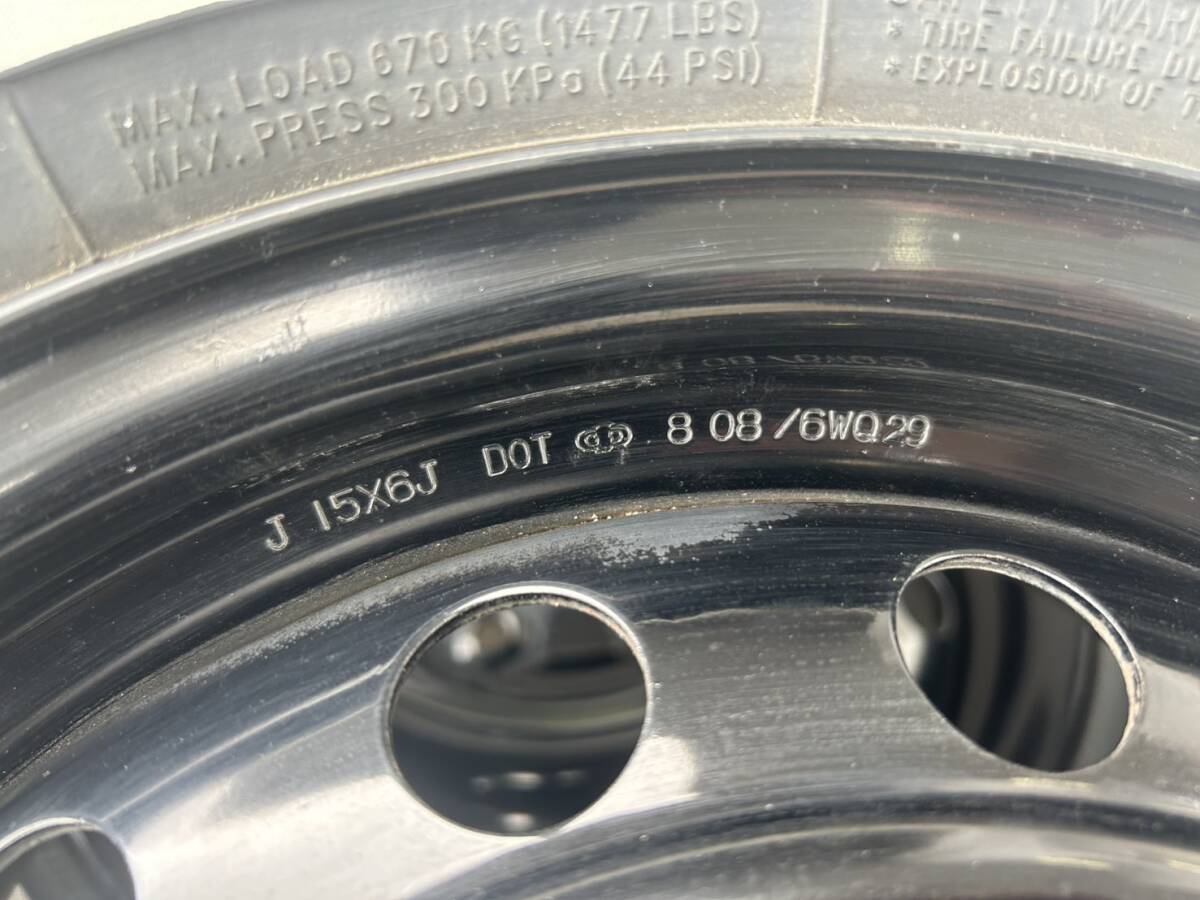 MAX. LOAD 670 KG (1477 LBS)
MAX. PRESS 300 KPa (44 PSI)
* TIRE FAILURE
* EXPLOSION OF
J 15X6J DOT 8 08 /6WQ29